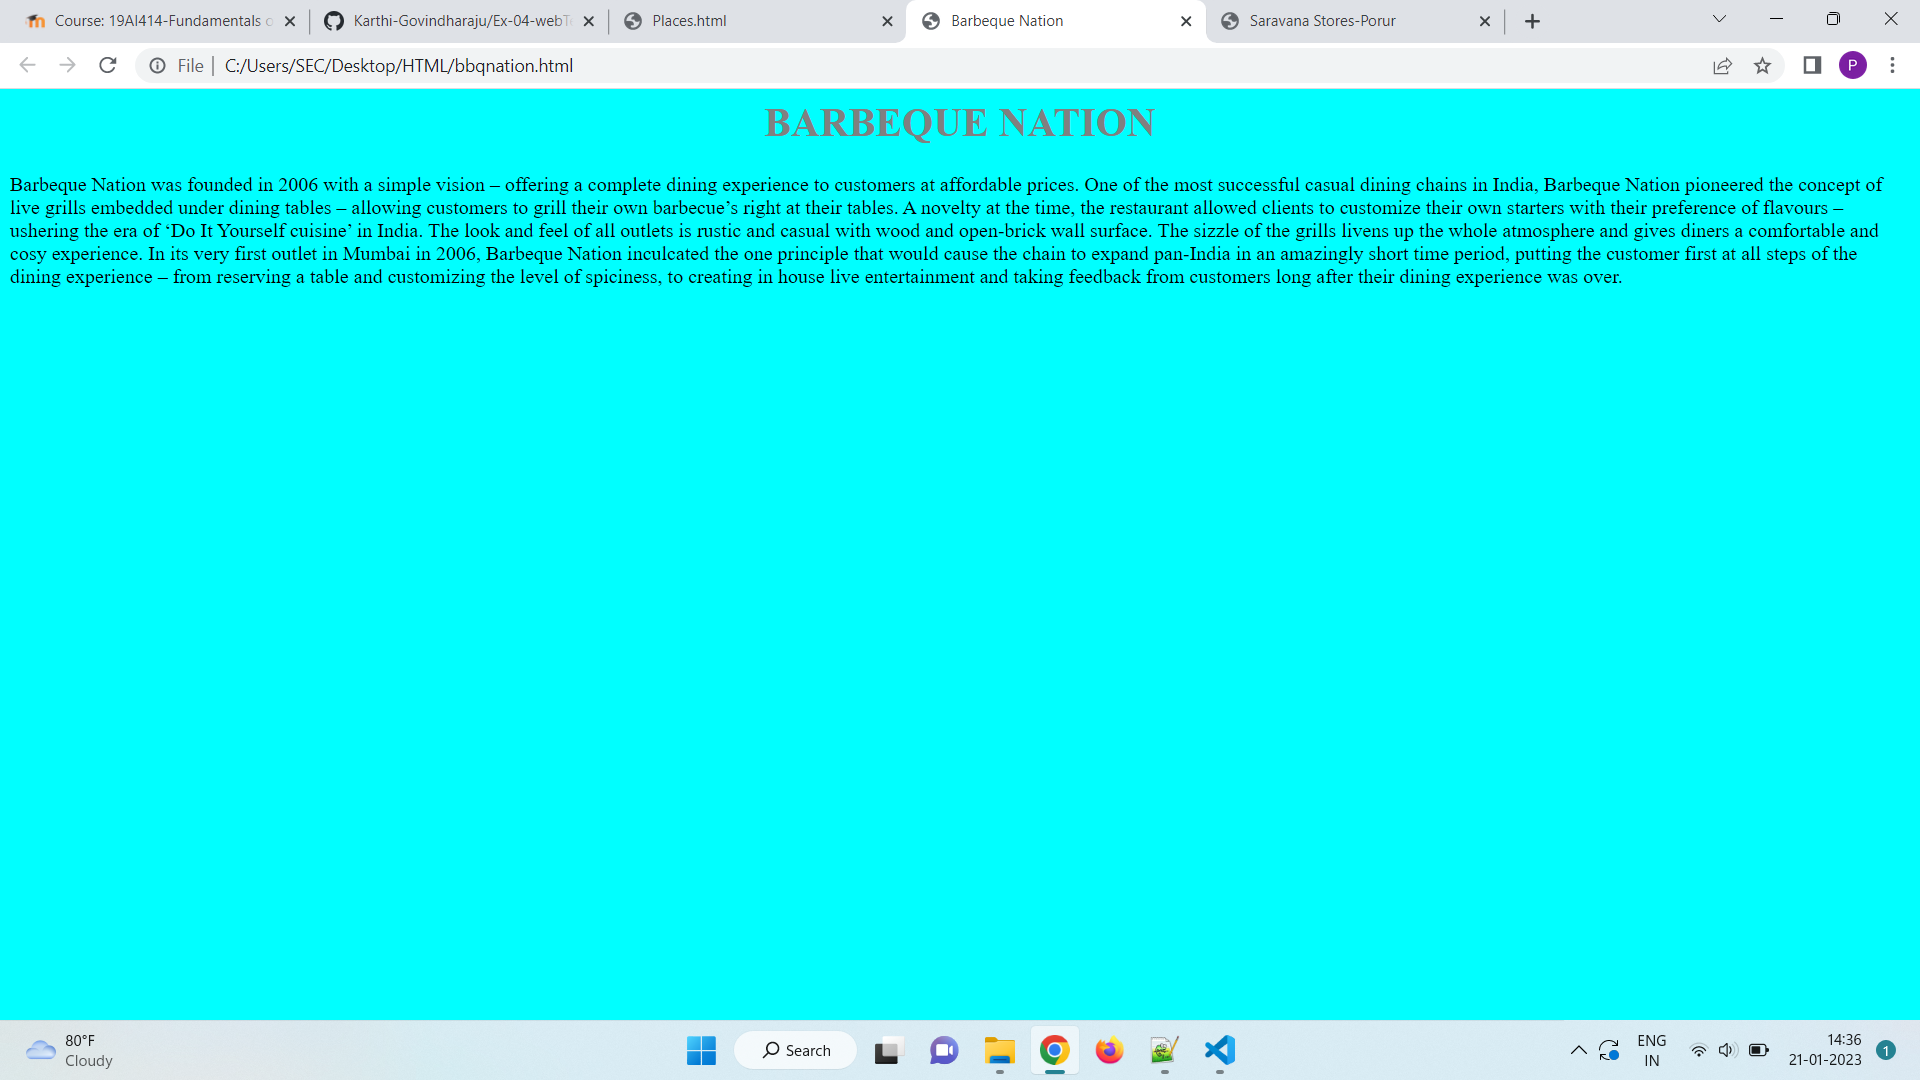 Course: 19AI414-Fundamentals o
Karthi-Govindharaju/Ex-04-webT
Places.html
Barbeque Nation
Saravana Stores-Porur
File
C:/Users/SEC/Desktop/HTML/bbqnation.html
P
BARBEQUE NATION
Barbeque Nation was founded in 2006 with a simple vision – offering a complete dining experience to customers at affordable prices. One of the most successful casual dining chains in India, Barbeque Nation pioneered the concept of
live grills embedded under dining tables – allowing customers to grill their own barbecue’s right at their tables. A novelty at the time, the restaurant allowed clients to customize their own starters with their preference of flavours –
ushering the era of ‘Do It Yourself cuisine’ in India. The look and feel of all outlets is rustic and casual with wood and open-brick wall surface. The sizzle of the grills livens up the whole atmosphere and gives diners a comfortable and
cosy experience. In its very first outlet in Mumbai in 2006, Barbeque Nation inculcated the one principle that would cause the chain to expand pan-India in an amazingly short time period, putting the customer first at all steps of the
dining experience – from reserving a table and customizing the level of spiciness, to creating in house live entertainment and taking feedback from customers long after their dining experience was over.
80°F
Cloudy
Search
ENG
IN
14:36
21-01-2023
1